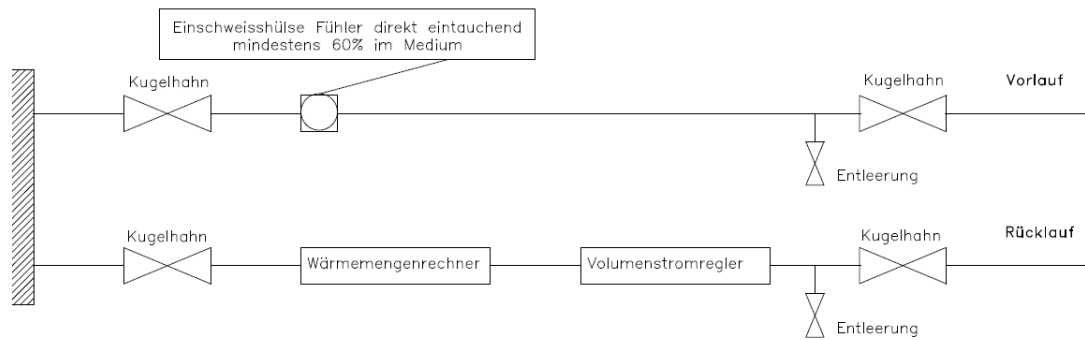 Einschweisshülse Fühler direkt eintauchend
mindestens 60% im Medium
Kugelhahn
Kugelhahn
Vorlauf
Entleerung
Kugelhahn
Kugelhahn
Rücklauf
Wärmemengenrechner
Volumenstromregler
Entleerung